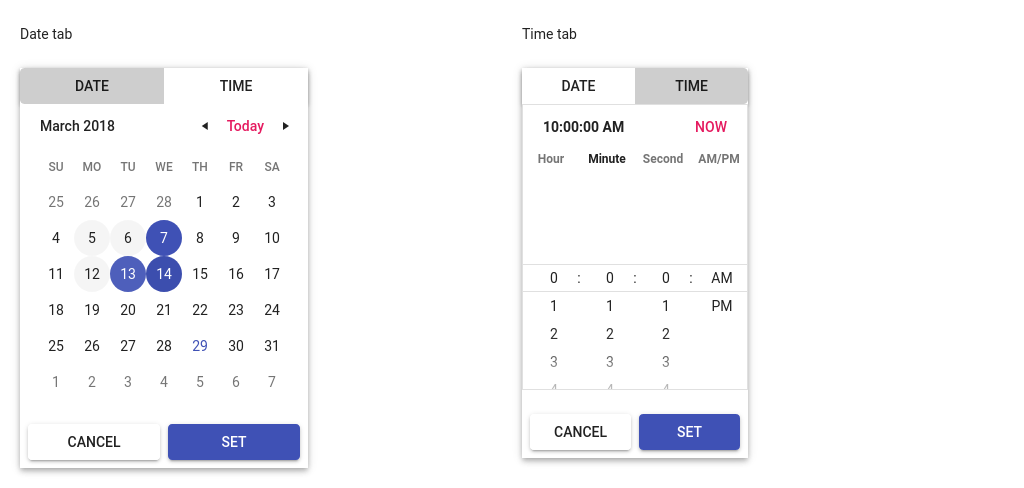 Date tab
DATE TIME
March 2018 ◄ Today ►
SU MO TU WE TH FR SA
25 26 27 28 1 2 3
4 5 6 7 8 9 10
11 12 13 14 15 16 17
18 19 20 21 22 23 24
25 26 27 28 29 30 31
1 2 3 4 5 6 7
CANCEL SET
Time tab
DATE TIME
10:00:00 AM NOW
Hour Minute Second AM/PM
0 : 0 : 0 : AM
1 1 1 PM
2 2 2
3 3 3
4 4 4
CANCEL SET